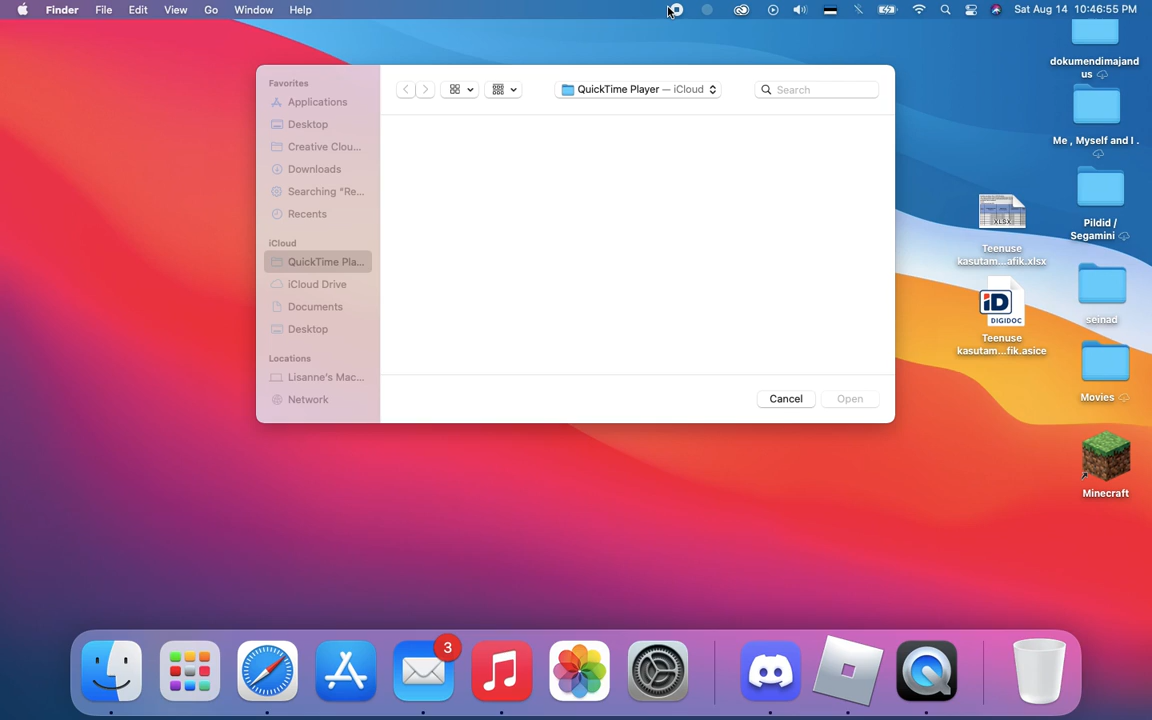 Finder File Edit View Go Window Help
Sat Aug 14 10:46:55 PM
Favorites
Applications
Desktop
Creative Clou...
Downloads
Searching "Re...
Recents
iCloud
QuickTime Pla...
iCloud Drive
Documents
Desktop
Locations
Lisanne's Mac...
Network
QuickTime Player — iCloud
Search
Cancel
Open
dokumendimajand
us
Me , Myself and I .
Pildid /
Segamini
seinad
Movies
Minecraft
XLSX
Teenuse
kasutam...afik.xlsx
iD
DIGIDOC
Teenuse
kasutam...fik.asice
3